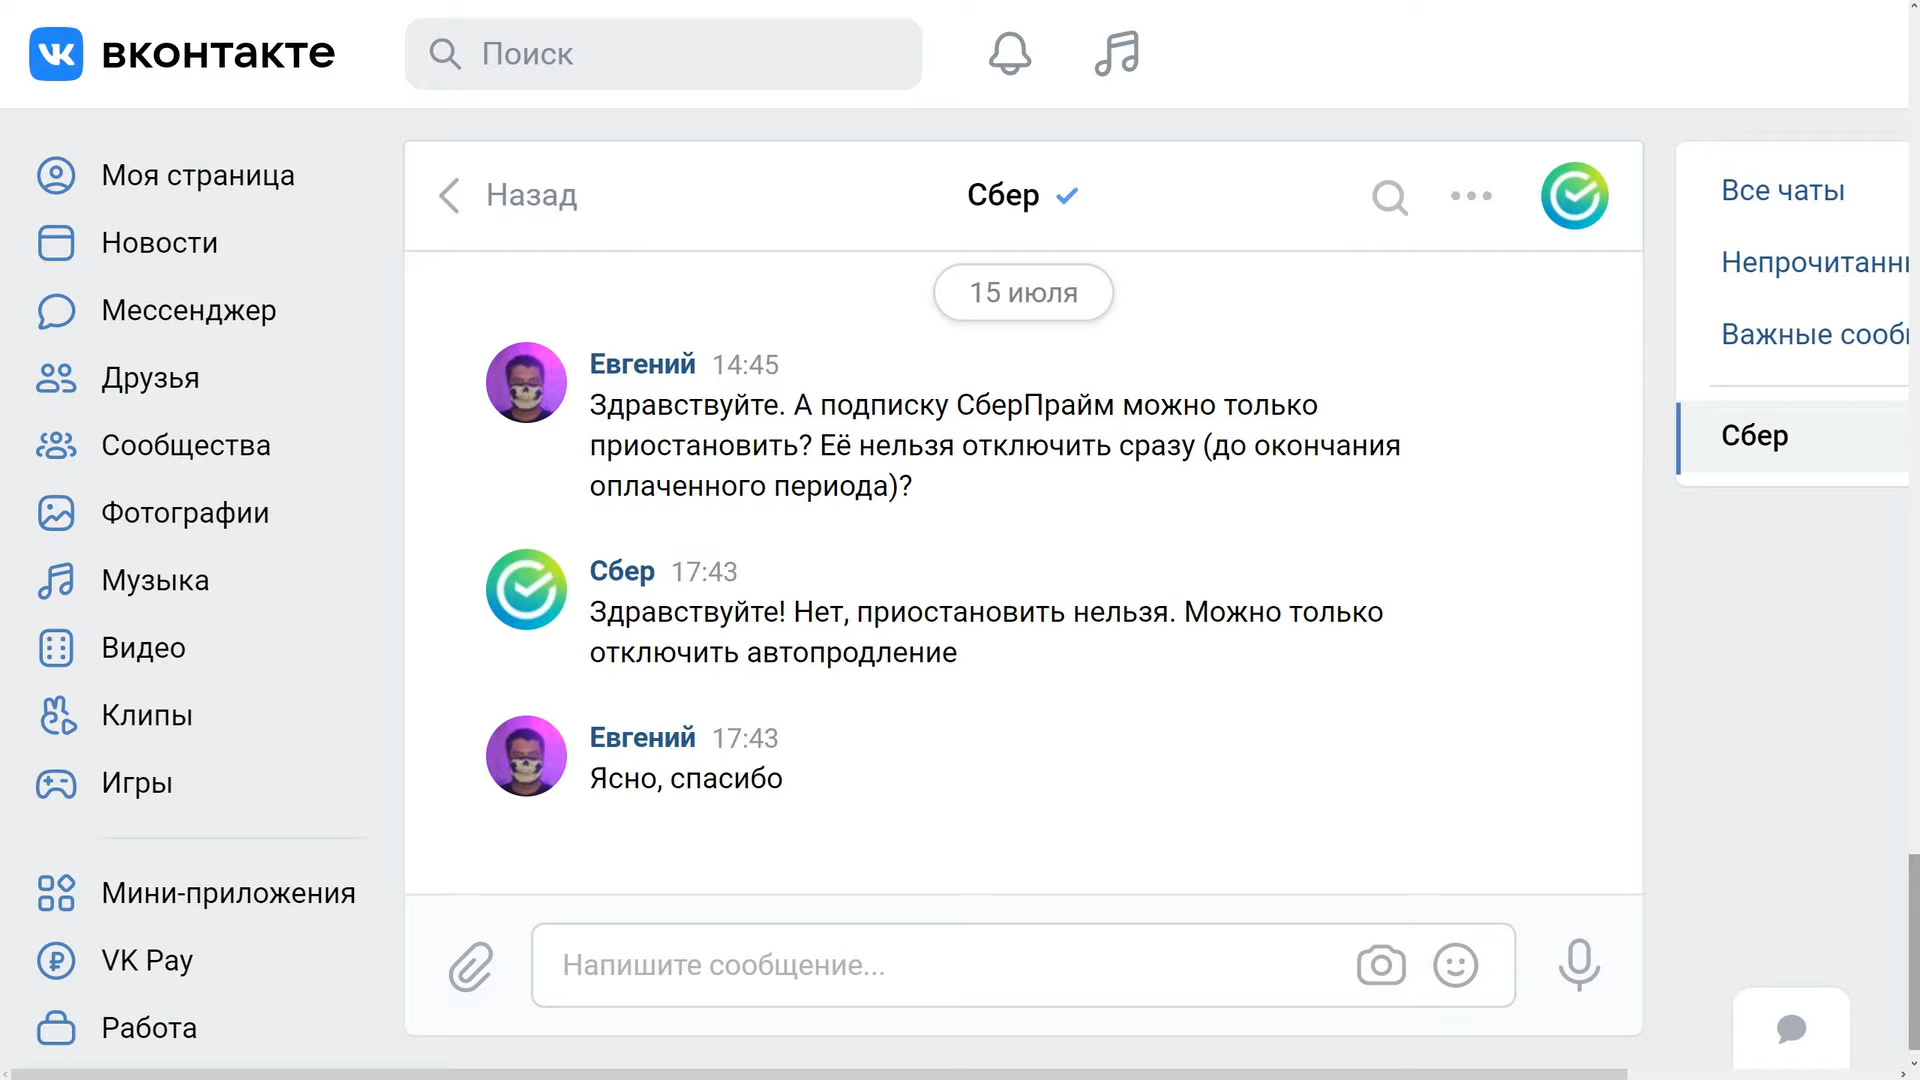 вконтакте
Поиск
Моя страница
Новости
Мессенджер
Друзья
Сообщества
Фотографии
Музыка
Видео
Клипы
Игры
Мини-приложения
VK Pay
Работа
Назад
Сбер
15 июля
Евгений 14:45
Здравствуйте. А подписку СберПрайм можно только
приостановить? Её нельзя отключить сразу (до окончания
оплаченного периода)?
Сбер 17:43
Здравствуйте! Нет, приостановить нельзя. Можно только
отключить автопродление
Евгений 17:43
Ясно, спасибо
Напишите сообщение...
Все чаты
Непрочитанн
Важные сооб
Сбер